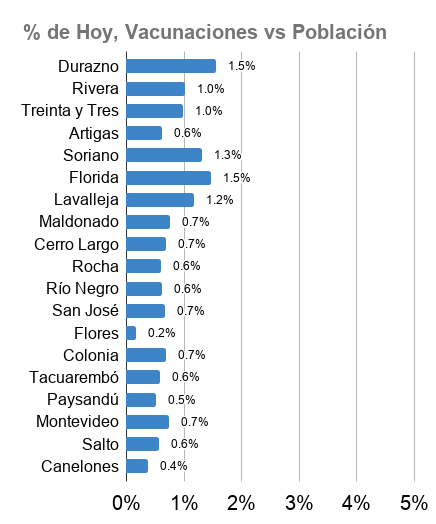 % de Hoy, Vacunaciones vs Población
Durazno 1.5%
Rivera 1.0%
Treinta y Tres 1.0%
Artigas 0.6%
Soriano 1.3%
Florida 1.5%
Lavalleja 1.2%
Maldonado 0.7%
Cerro Largo 0.7%
Rocha 0.6%
Río Negro 0.6%
San José 0.7%
Flores 0.2%
Colonia 0.7%
Tacuarembó 0.6%
Paysandú 0.5%
Montevideo 0.7%
Salto 0.6%
Canelones 0.4%
0% 1% 2% 3% 4% 5%